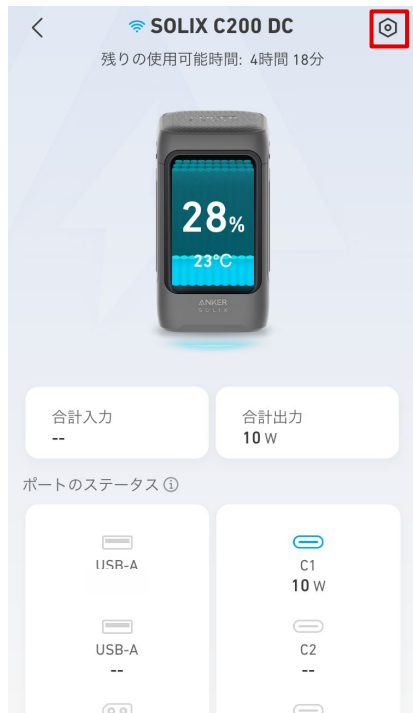 SOLIX C200 DC
残りの使用可能時間: 4時間 18分
28%
23°C
ANKER
SOLIX
合計入力
--
合計出力
10 W
ポートのステータス
USB-A
C1
10 W
USB-A
--
C2
--